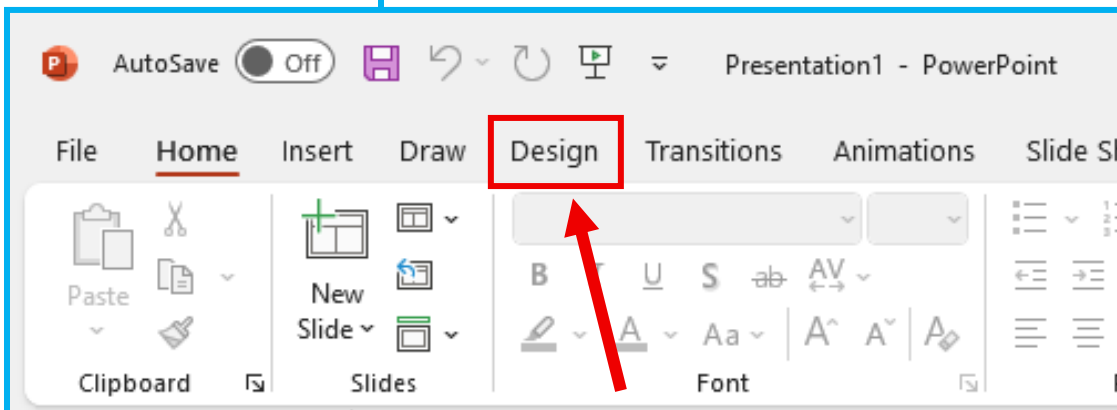 AutoSave Off Presentation1 - PowerPoint
File Home Insert Draw Design Transitions Animations Slide
Paste
New
Slide
B U S ab AV
A Aa A A A
Clipboard Slides Font